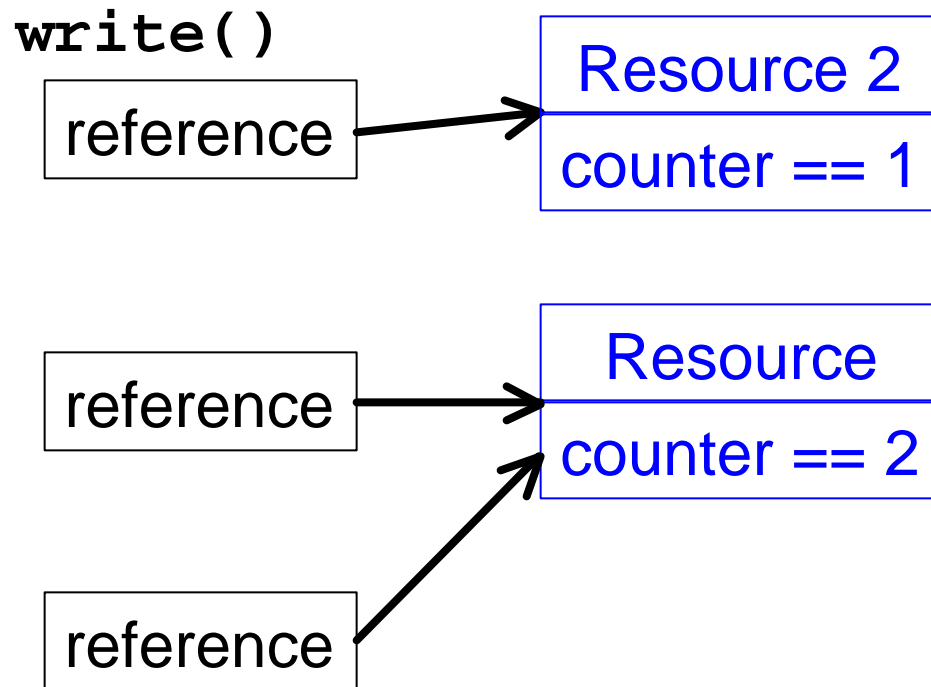 write()
reference
Resource 2
counter == 1
reference
Resource
counter == 2
reference